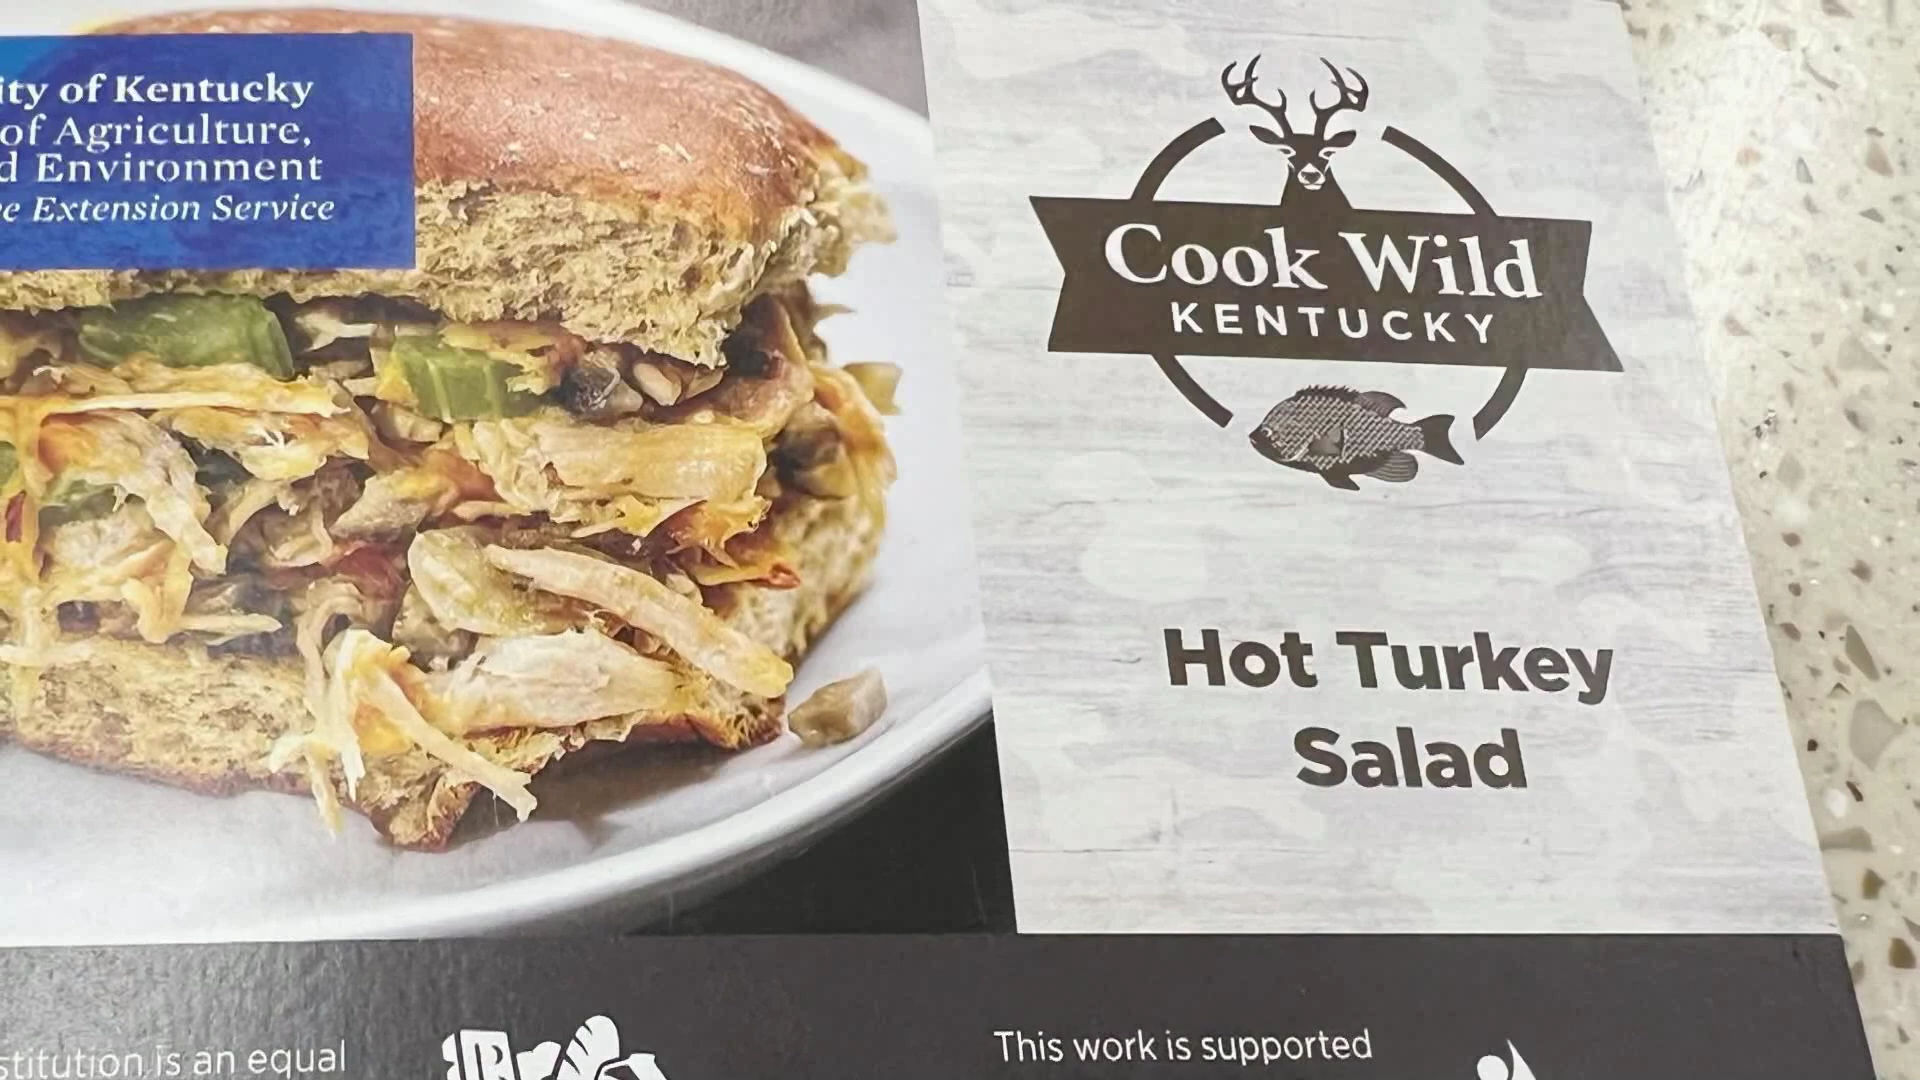 ity of Kentucky
of Agriculture,
d Environment
e Extension Service
Cook Wild
KENTUCKY
Hot Turkey
Salad
stitution is an equal
This work is supported